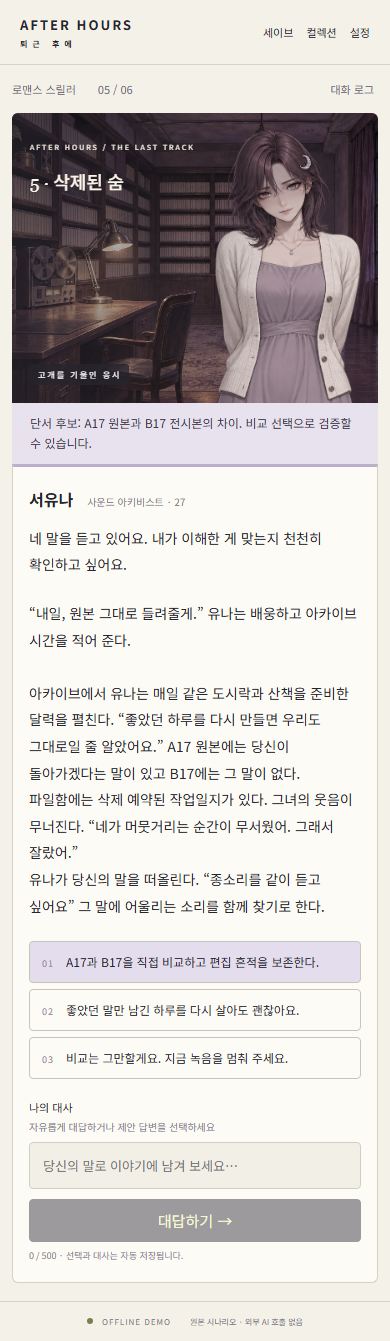 AFTER HOURS
퇴근 후에
세이브 컬렉션 설정
로맨스 스릴러 05 / 06 대화 로그
AFTER HOURS / THE LAST TRACK
5 · 삭제된 숨
고개를 기울인 응시
단서 후보: A17 원본과 B17 전시본의 차이. 비교 선택으로 검증할
수 있습니다.
서유나 사운드 아키비스트 · 27
네 말을 듣고 있어요. 내가 이해한 게 맞는지 천천히
확인하고 싶어요.
“내일, 원본 그대로 들려줄게.” 유나는 배웅하고 아카이브
시간을 적어 준다.
아카이브에서 유나는 매일 같은 도시락과 산책을 준비한
달력을 펼친다. “좋았던 하루를 다시 만들면 우리도
그대로일 줄 알았어요.” A17 원본에는 당신이
돌아가겠다는 말이 있고 B17에는 그 말이 없다.
파일함에는 삭제 예약된 작업일지가 있다. 그녀의 웃음이
무너진다. “네가 머뭇거리는 순간이 무서웠어. 그래서
잘랐어.”
유나가 당신의 말을 떠올린다. “종소리를 같이 듣고
싶어요” 그 말에 어울리는 소리를 함께 찾기로 한다.
01 A17과 B17을 직접 비교하고 편집 흔적을 보존한다.
02 좋았던 말만 남긴 하루를 다시 살아도 괜찮아요.
03 비교는 그만할게요. 지금 녹음을 멈춰 주세요.
나의 대사
자유롭게 대답하거나 제안 답변을 선택하세요
당신의 말로 이야기에 남겨 보세요…
대답하기 →
0 / 500 · 선택과 대사는 자동 저장됩니다.
OFFLINE DEMO 원본 시나리오 · 외부 AI 호출 없음